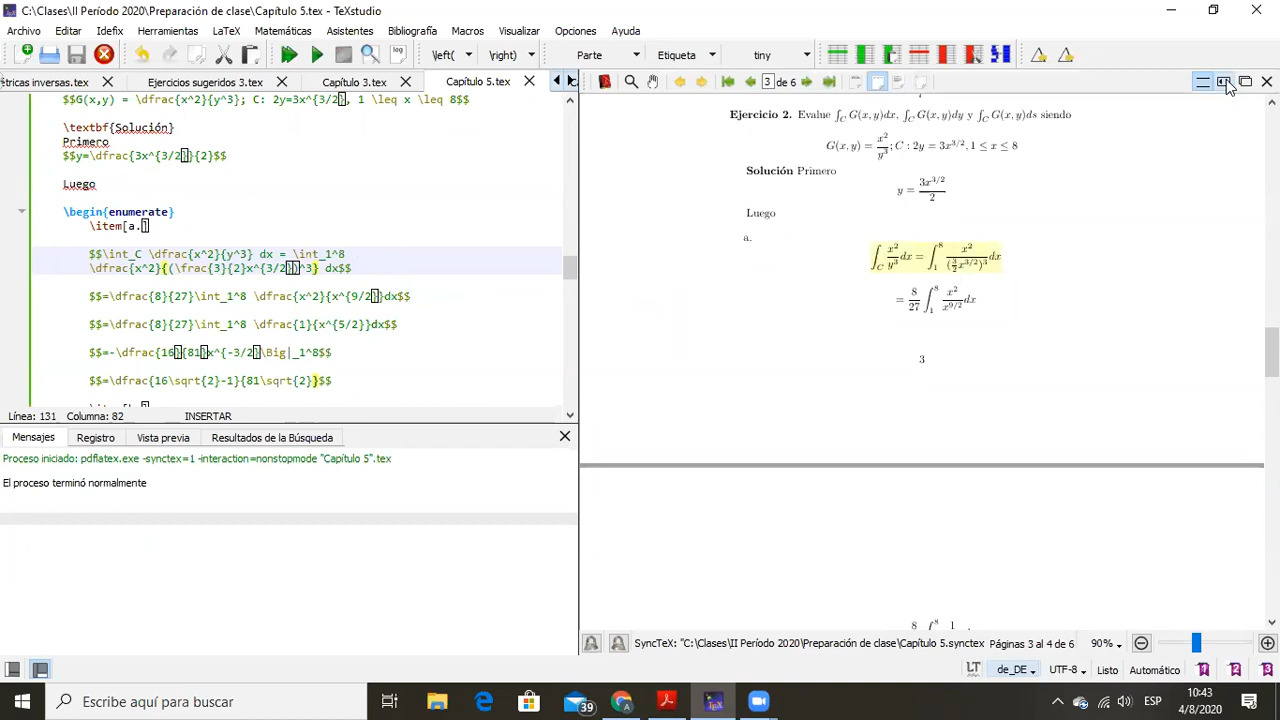 C:\Clases\II Período 2020\Preparación de clase\Capítulo 5.tex - TeXstudio
Archivo Editar Idefix Herramientas LaTeX Matemáticas Asistentes Bibliografía Macros Visualizar Opciones Ayuda
log \left( \right) Parte Etiqueta tiny
étricas inversas.tex Ejercicios períodos 3.tex Capítulo 3.tex Capítulo 5.tex
3 de 6
$$G(x,y) = \dfrac{x^2}{y^3}; C: 2y=3x^{3/2}, 1 \leq x \leq 8$$
\textbf{Solución}
Primero
$$y=\dfrac{3x^{3/2}}{2}$$
Luego
\begin{enumerate}
\item[a.]
$$\int_C \dfrac{x^2}{y^3} dx = \int_1^8
\dfrac{x^2}{(\frac{3}{2}x^{3/2})^3} dx$$
$$=\dfrac{8}{27}\int_1^8 \dfrac{x^2}{x^{9/2}}dx$$
$$=\dfrac{8}{27}\int_1^8 \dfrac{1}{x^{5/2}}dx$$
$$=-\dfrac{16}{81}x^{-3/2}\Big|_1^8$$
$$=\dfrac{16\sqrt{2}-1}{81\sqrt{2}}$$
Línea: 131 Columna: 82 INSERTAR
Mensajes Registro Vista previa Resultados de la Búsqueda
Proceso iniciado: pdflatex.exe -synctex=1 -interaction=nonstopmode "Capítulo 5".tex
El proceso terminó normalmente
Ejercicio 2. Evalue ∫_C G(x, y)dx, ∫_C G(x, y)dy y ∫_C G(x, y)ds siendo
G(x, y) = x²/y³; C : 2y = 3x^{3/2}, 1 ≤ x ≤ 8
Solución Primero
y = 3x^{3/2}/2
Luego
a.
∫_C x²/y³ dx = ∫_1^8 x²/(3/2 x^{3/2})³ dx
= 8/27 ∫_1^8 x²/x^{9/2} dx
3
SyncTeX: "C:\Clases\II Período 2020\Preparación de clase\Capítulo 5.synctex Páginas 3 al 4 de 6 90%
LT de_DE UTF-8 Listo Automático
Escribe aquí para buscar
39
ESP
10:43
4/8/2020